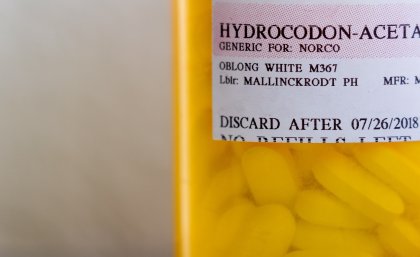 HYDROCODON-ACETA
GENERIC FOR: NORCO
OBLONG WHITE M367
Lblr: MALLINCKRODT PH MFR: M
DISCARD AFTER 07/26/2018
NO REFILLS LEFT